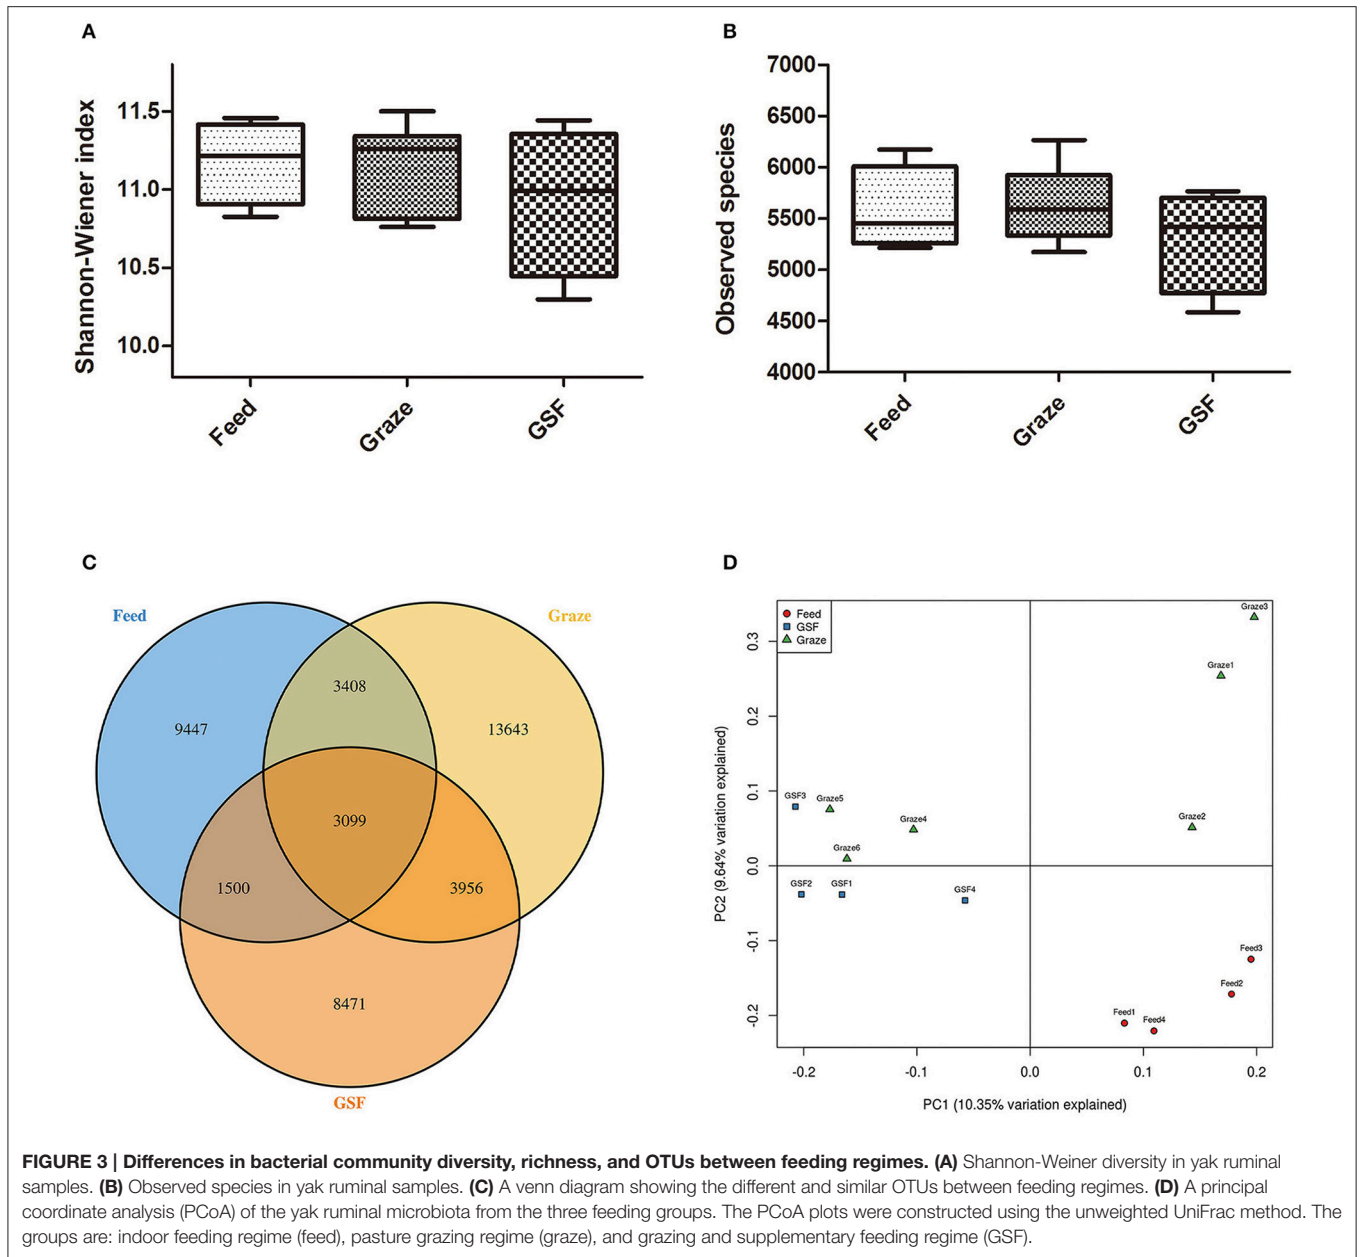 A
Shannon-Wiener index
11.5
11.0
10.5
10.0
Feed
Graze
GSF
B
Observed species
7000
6500
6000
5500
5000
4500
4000
Feed
Graze
GSF
C
Feed
Graze
3408
9447
13643
3099
1500
3956
8471
GSF
D
PC2 (9.64% variation explained)
0.3
0.2
0.1
0.0
-0.1
-0.2
Feed
GSF
Graze
Graze3
Graze1
GSF3
Graze5
Graze4
Graze2
Graze6
GSF2
GSF1
GSF4
Feed3
Feed2
Feed1
Feed4
-0.2
-0.1
0.0
0.1
0.2
PC1 (10.35% variation explained)
FIGURE 3 | Differences in bacterial community diversity, richness, and OTUs between feeding regimes. (A) Shannon-Weiner diversity in yak ruminal
samples. (B) Observed species in yak ruminal samples. (C) A venn diagram showing the different and similar OTUs between feeding regimes. (D) A principal
coordinate analysis (PCoA) of the yak ruminal microbiota from the three feeding groups. The PCoA plots were constructed using the unweighted UniFrac method. The
groups are: indoor feeding regime (feed), pasture grazing regime (graze), and grazing and supplementary feeding regime (GSF).